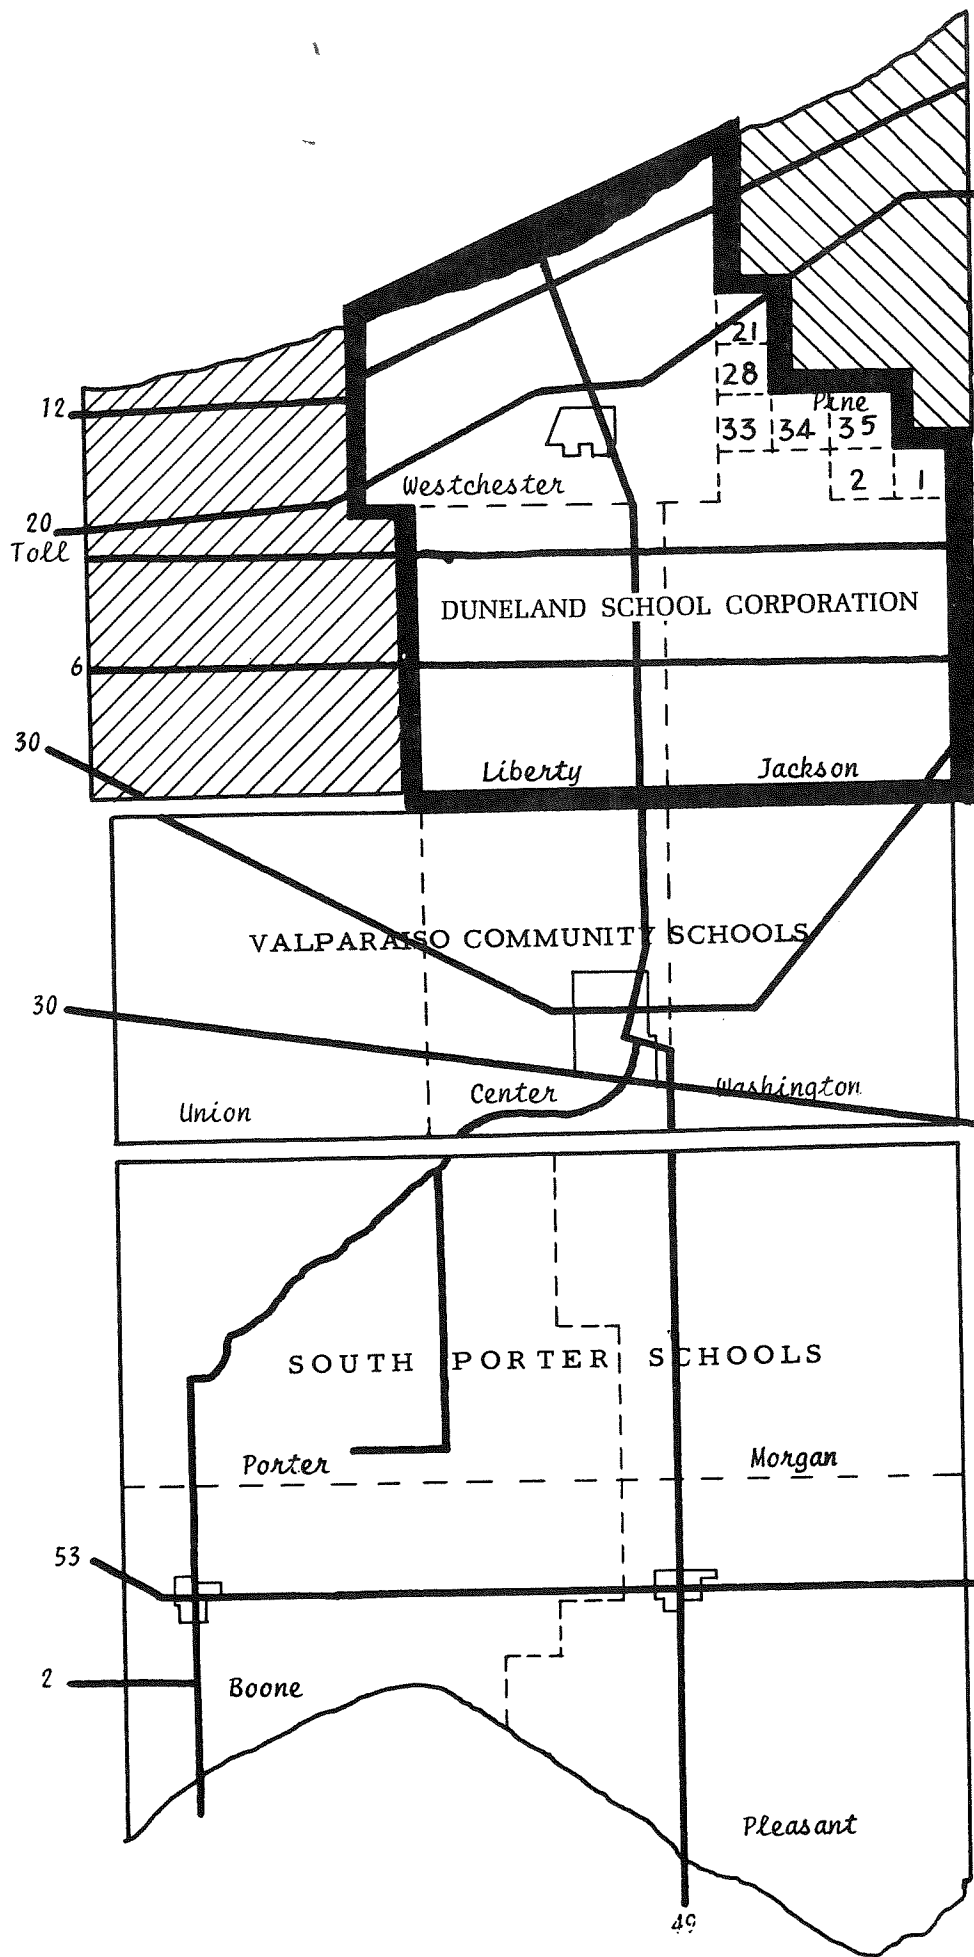 21
28
12
Pine
33 34 35
Westchester
2 1
20
Toll
DUNELAND SCHOOL CORPORATION
6
30
Liberty Jackson
VALPARAISO COMMUNITY SCHOOLS
30
Center Washington
Union
SOUTH PORTER SCHOOLS
Porter Morgan
53
2
Boone
Pleasant
49